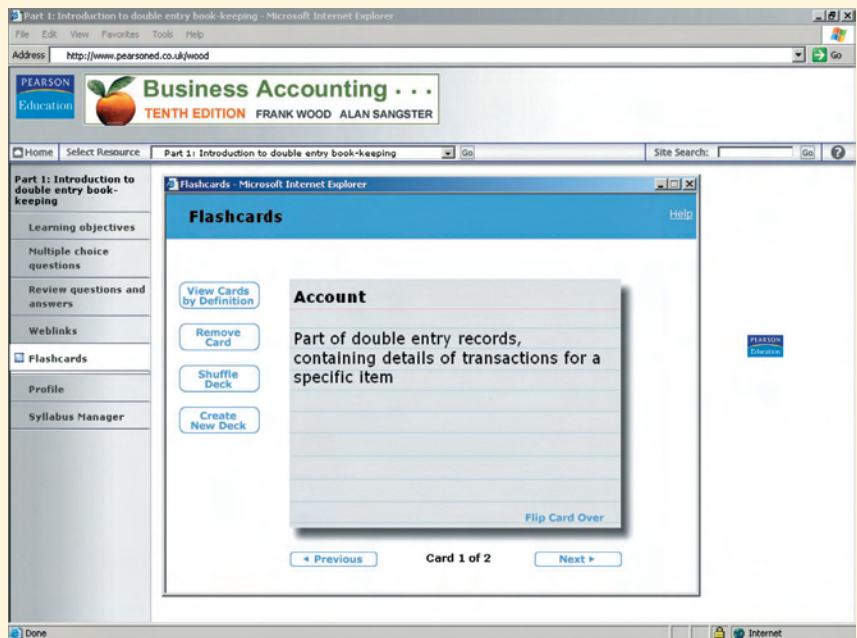 Part 1: Introduction to double entry book-keeping - Microsoft Internet Explorer
File Edit View Favorites Tools Help
Address http://www.pearsoned.co.uk/wood Go
PEARSON
Education
Business Accounting . . .
TENTH EDITION FRANK WOOD ALAN SANGSTER
Home Select Resource Part 1: Introduction to double entry book-keeping Go Site Search: Go ?
Part 1: Introduction to
double entry book-
keeping
Learning objectives
Multiple choice
questions
Review questions and
answers
Weblinks
Flashcards
Profile
Syllabus Manager
Flashcards - Microsoft Internet Explorer
Flashcards
Help
View Cards
by Definition
Remove
Card
Shuffle
Deck
Create
New Deck
Account
Part of double entry records,
containing details of transactions for a
specific item
Flip Card Over
Previous Card 1 of 2 Next
PEARSON
Education
Done Internet